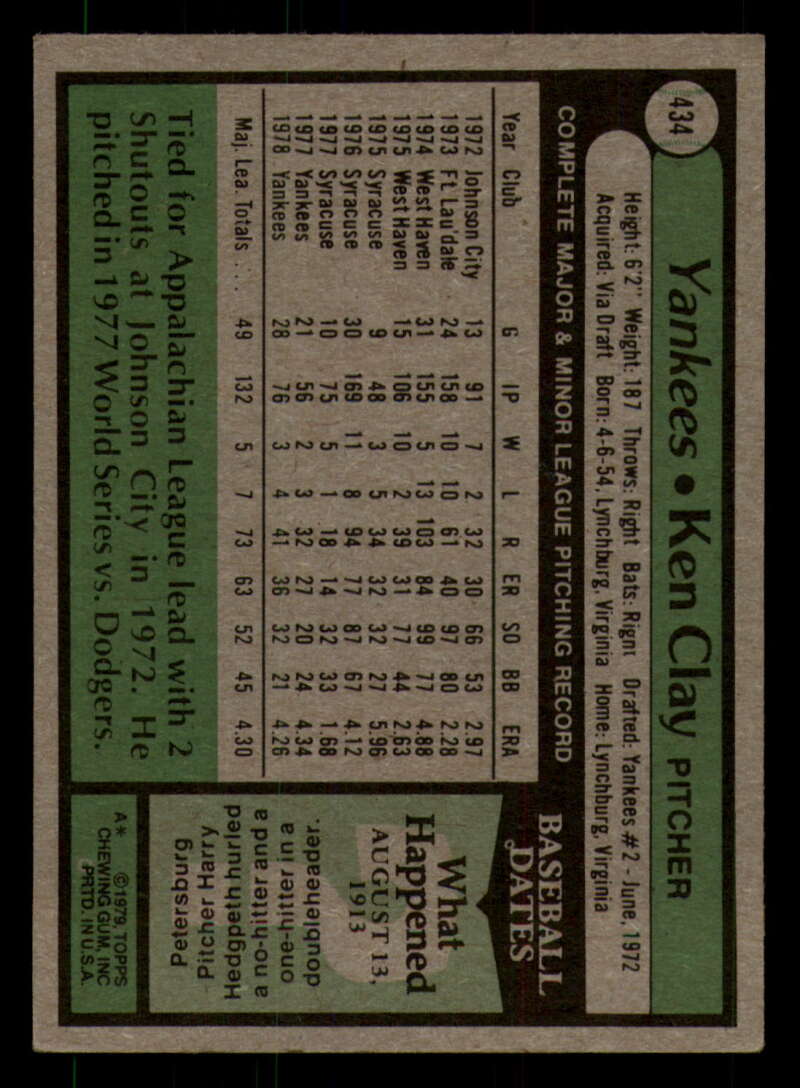 434
Yankees • Ken Clay PITCHER
Height: 6'2" Weight: 187 Throws: Right Bats: Right Drafted: Yankees #2 - June, 1972
Acquired: Via Draft Born: 4-6-54, Lynchburg, Virginia Home: Lynchburg, Virginia
COMPLETE MAJOR & MINOR LEAGUE PITCHING RECORD
Year Club G IP W L R ER SO BB ERA
1972 Johnson City 13 91 7 2 32 30 66 53 2.97
1973 Ft. Lau'dale 24 158 10 10 61 40 97 80 2.28
1974 West Haven 31 155 5 13 103 84 99 77 4.88
1975 West Haven 15 106 10 2 39 31 77 44 2.63
1975 Syracuse 9 48 3 5 34 32 32 27 5.96
1976 Syracuse 30 169 11 8 94 77 87 67 4.12
1977 Syracuse 10 75 5 1 18 14 32 33 1.68
1977 Yankees 21 56 2 3 32 27 20 24 4.34
1978 Yankees 28 76 3 4 41 36 32 21 4.26
Maj. Lea. Totals . . . 49 132 5 7 73 63 52 45 4.30
Tied for Appalachian League lead with 2
Shutouts at Johnson City in 1972. He
pitched in 1977 World Series vs. Dodgers.
BASEBALL
DATES
What
Happened
AUGUST 13,
1913
Petersburg
Pitcher Harry
Hedgpeth hurled
a no-hitter and a
one-hitter in a
doubleheader.
A* ©1979, TOPPS
CHEWING GUM, INC
PRTD. IN U.S.A.